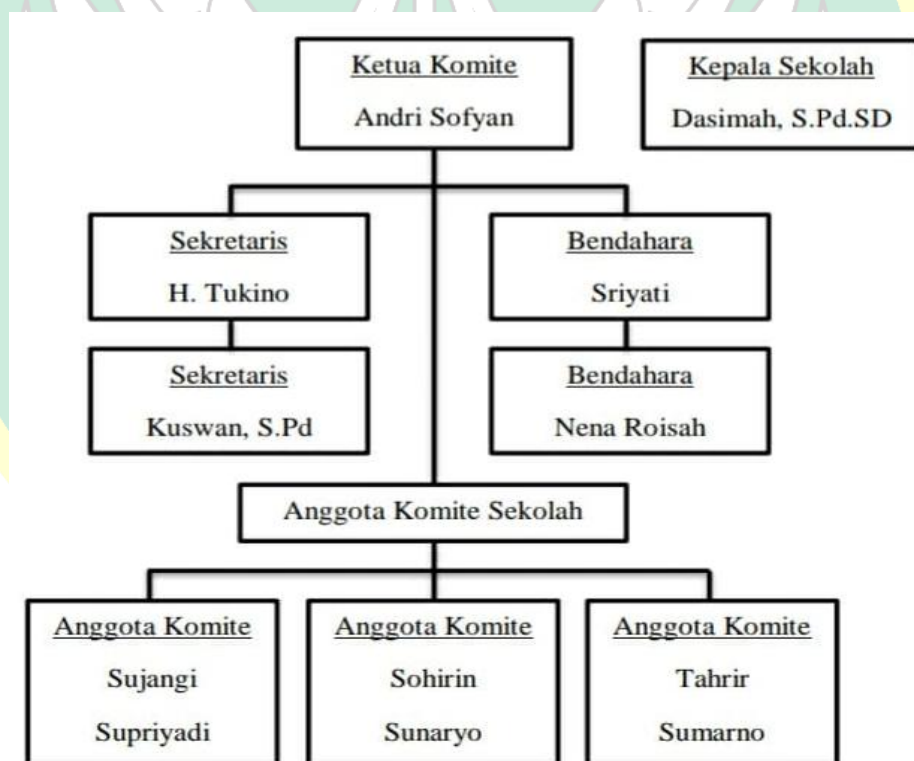 Ketua Komite
Andri Sofyan
Kepala Sekolah
Dasimah, S.Pd.SD
Sekretaris
H. Tukino
Bendahara
Sriyati
Sekretaris
Kuswan, S.Pd
Bendahara
Nena Roisah
Anggota Komite Sekolah
Anggota Komite
Sujangi
Supriyadi
Anggota Komite
Sohirin
Sunaryo
Anggota Komite
Tahrir
Sumarno